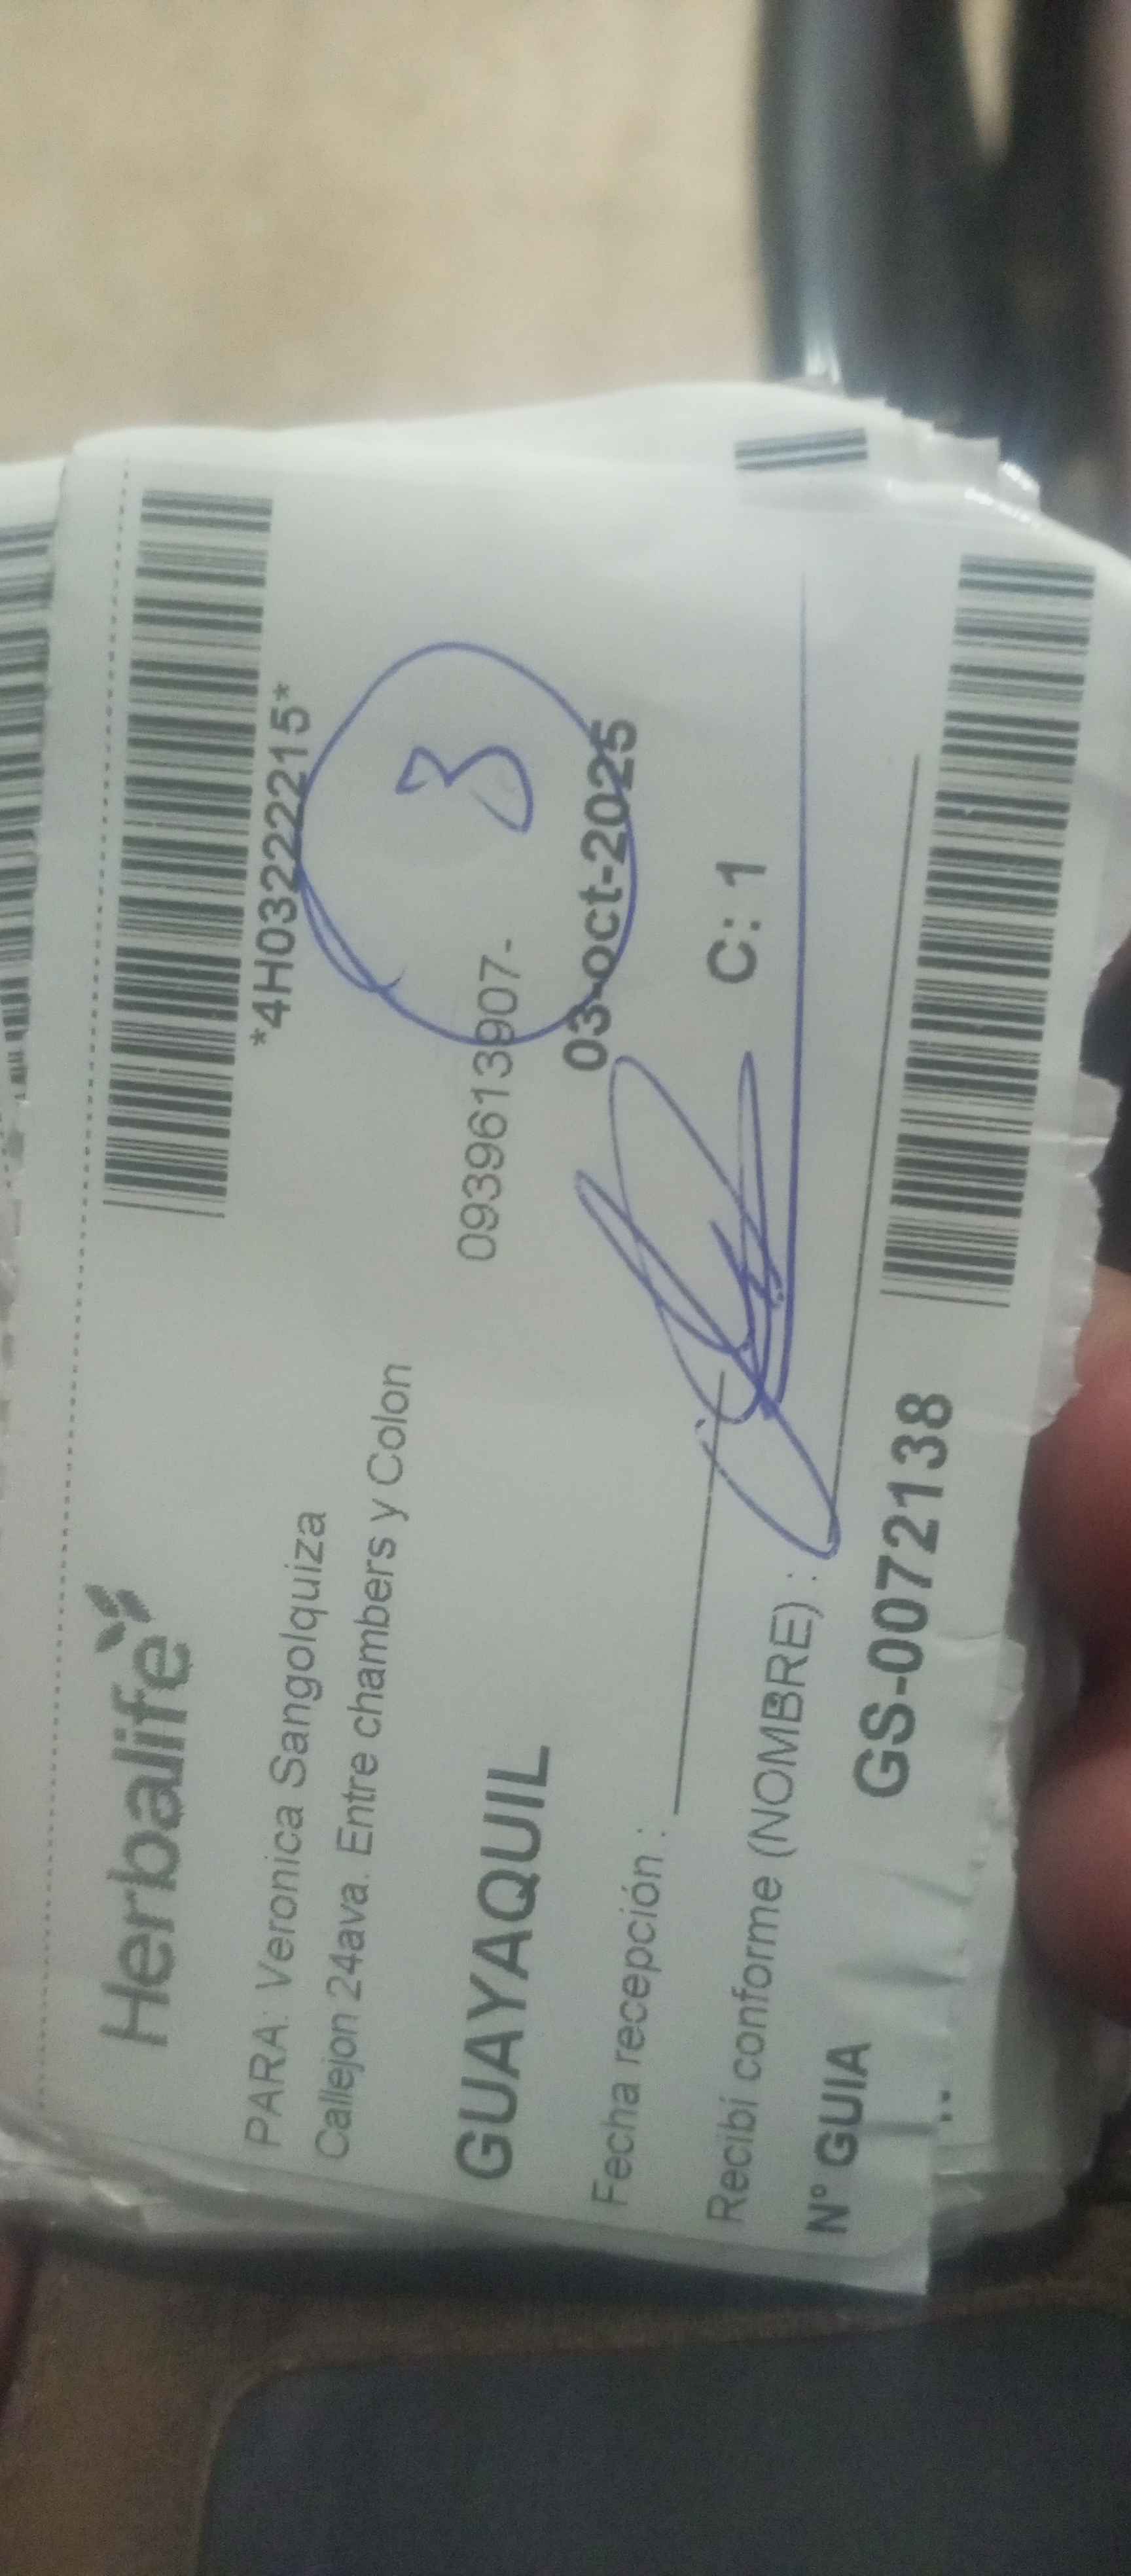 Herbalife
*4H03222215*
PARA: Veronica Sangolquiza
Callejon 24ava. Entre chambers y Colon
3
GUAYAQUIL 0939613907-
03-oct-2025
Fecha recepción :
C: 1
Recibí conforme (NOMBRE) :
N° GUIA GS-0072138